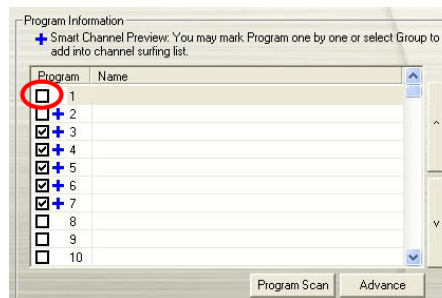 Program Information
Smart Channel Preview: You may mark Program one by one or select Group to
add into channel surfing list.
Program Name
1
2
3
4
5
6
7
8
9
10
Program Scan Advance